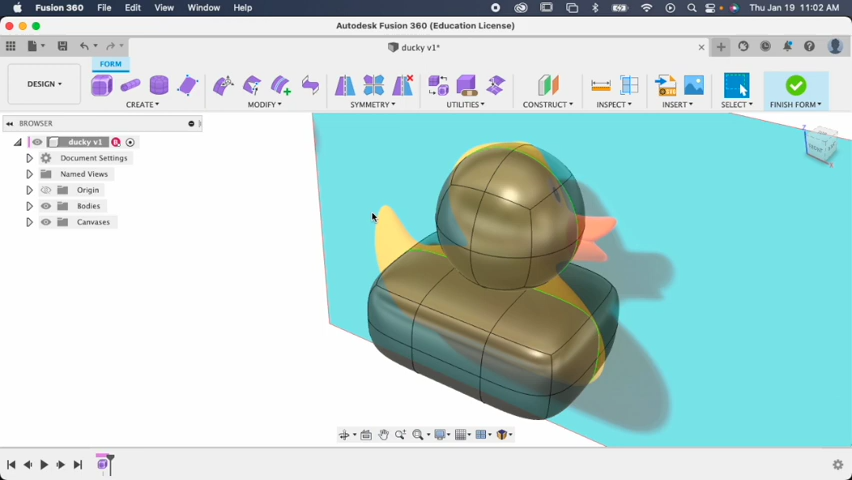 Fusion 360 File Edit View Window Help Thu Jan 19 11:02 AM
Autodesk Fusion 360 (Education License)
ducky v1*
FORM
DESIGN
CREATE MODIFY SYMMETRY UTILITIES CONSTRUCT INSPECT INSERT SELECT FINISH FORM
BROWSER
ducky v1
Document Settings
Named Views
Origin
Bodies
Canvases
Z
FRONT
X